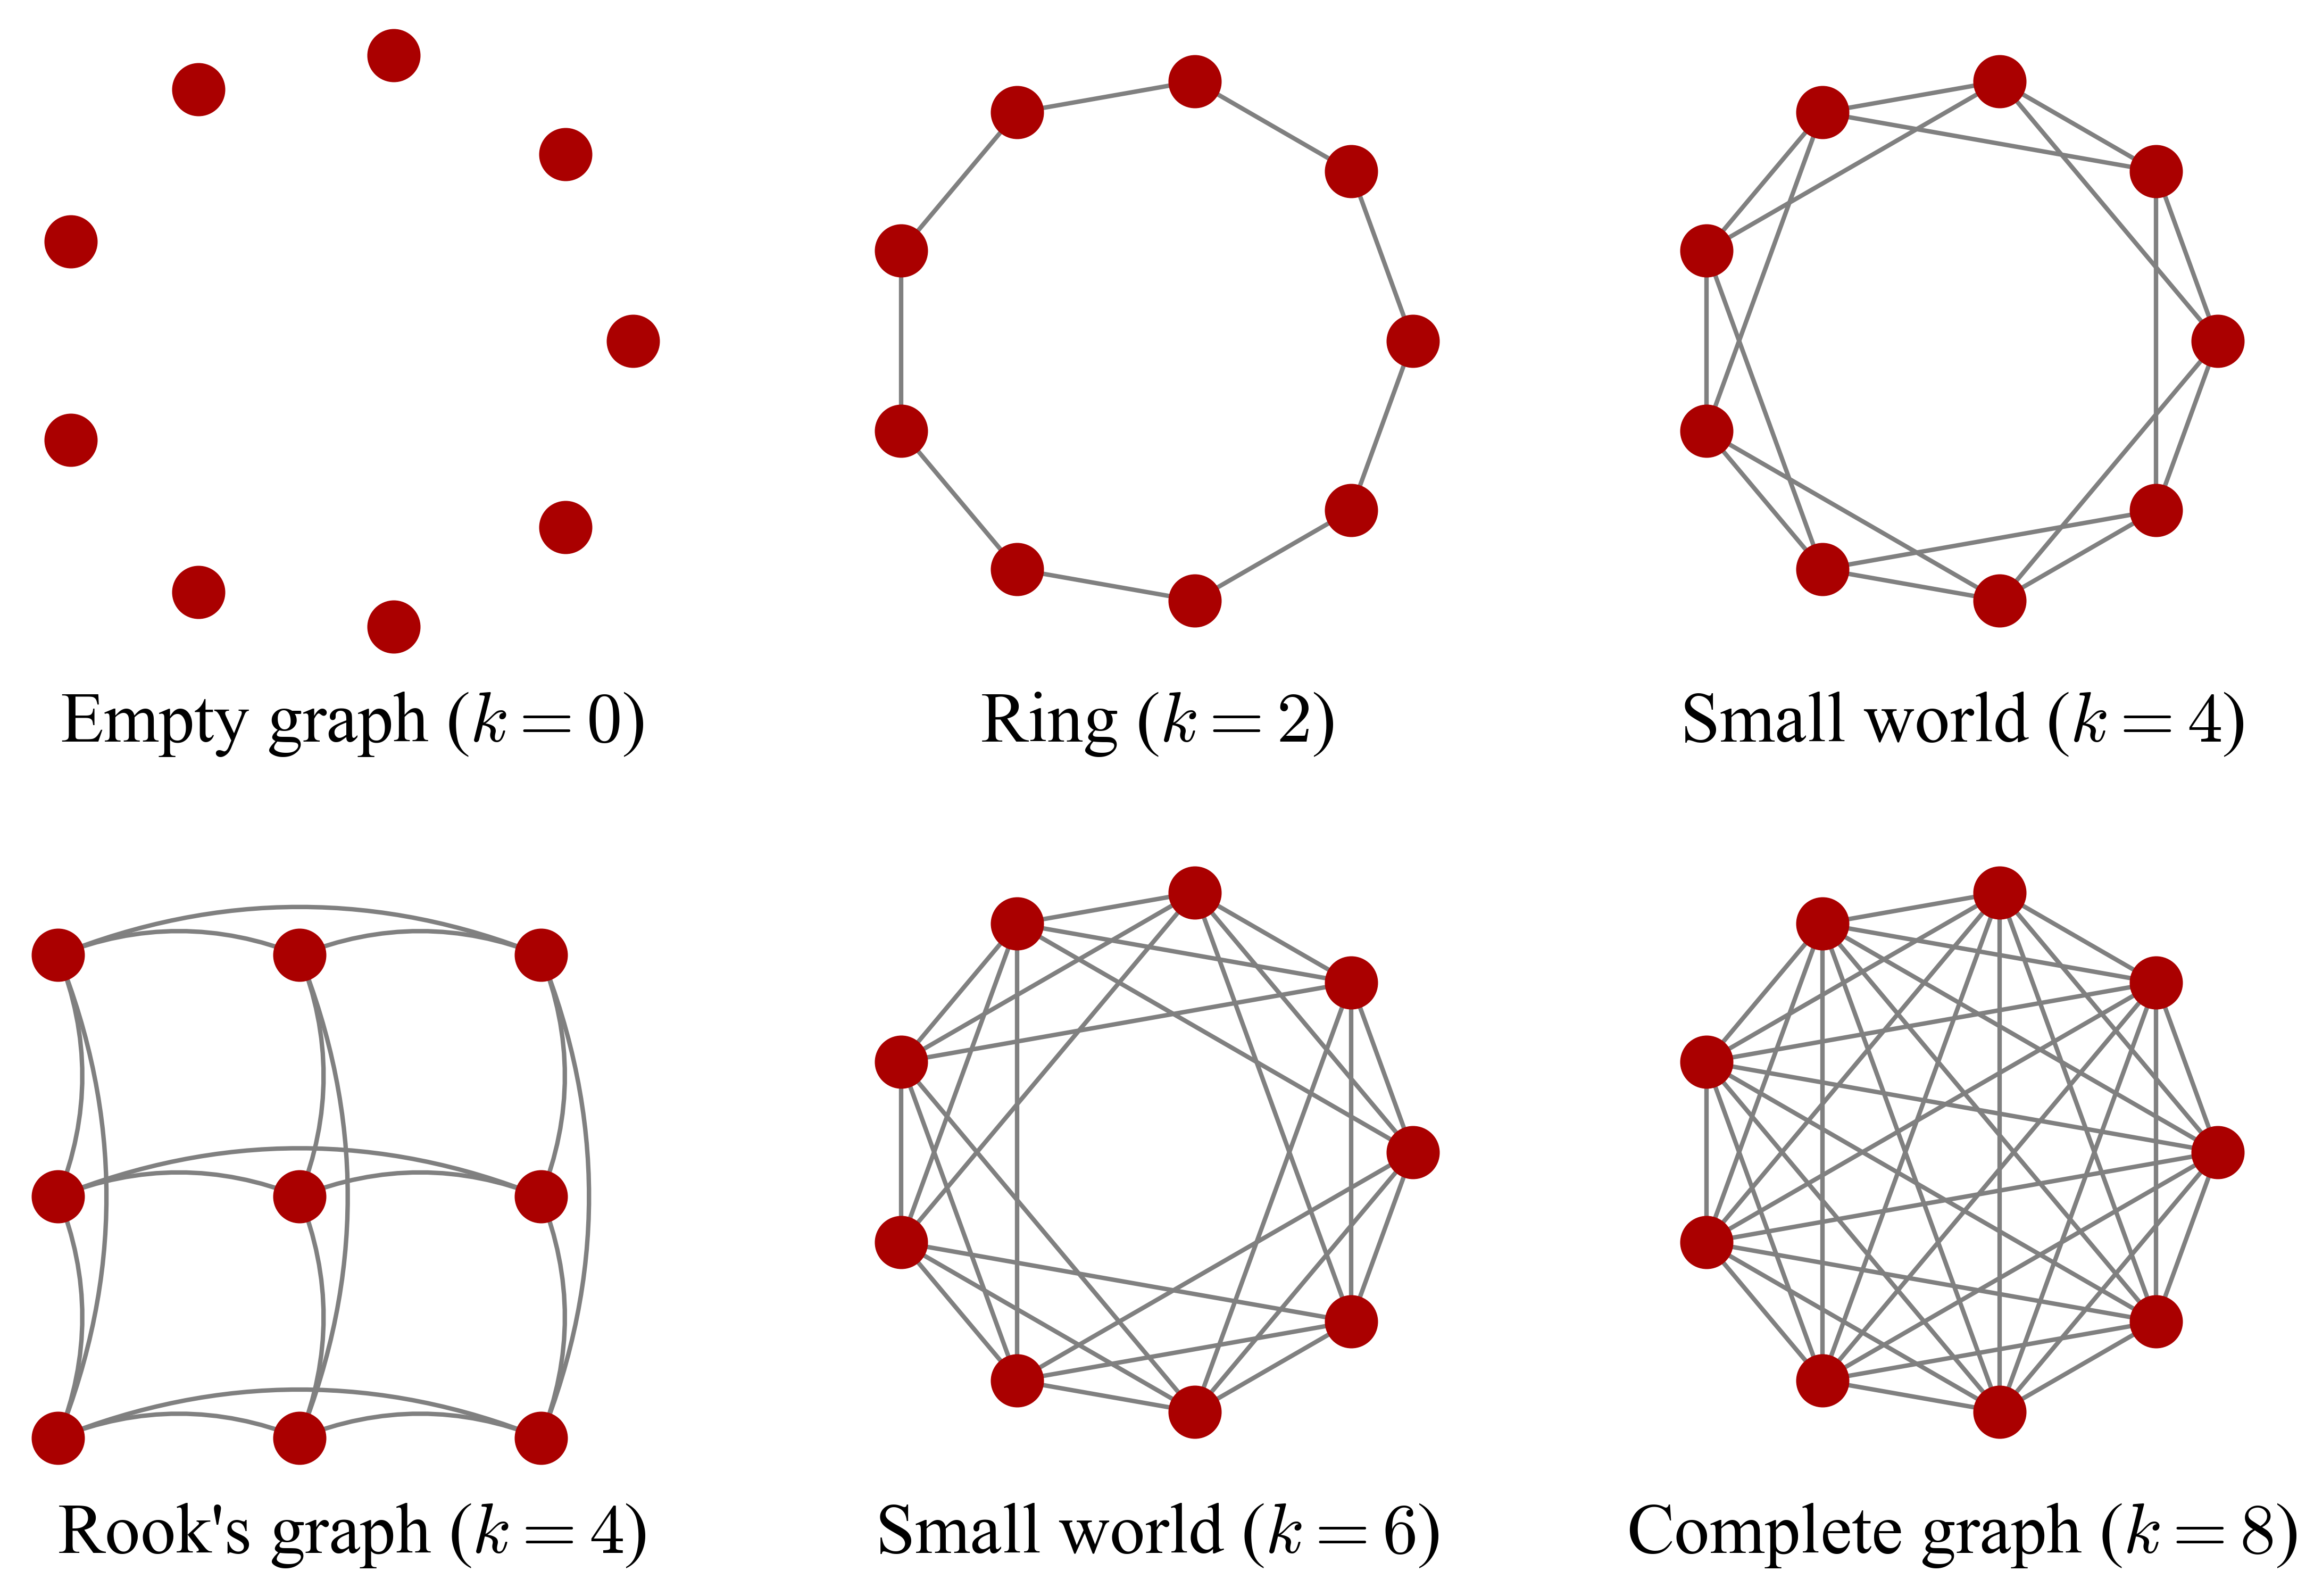 Empty graph (k = 0)
Ring (k = 2)
Small world (k = 4)
Rook's graph (k = 4)
Small world (k = 6)
Complete graph (k = 8)